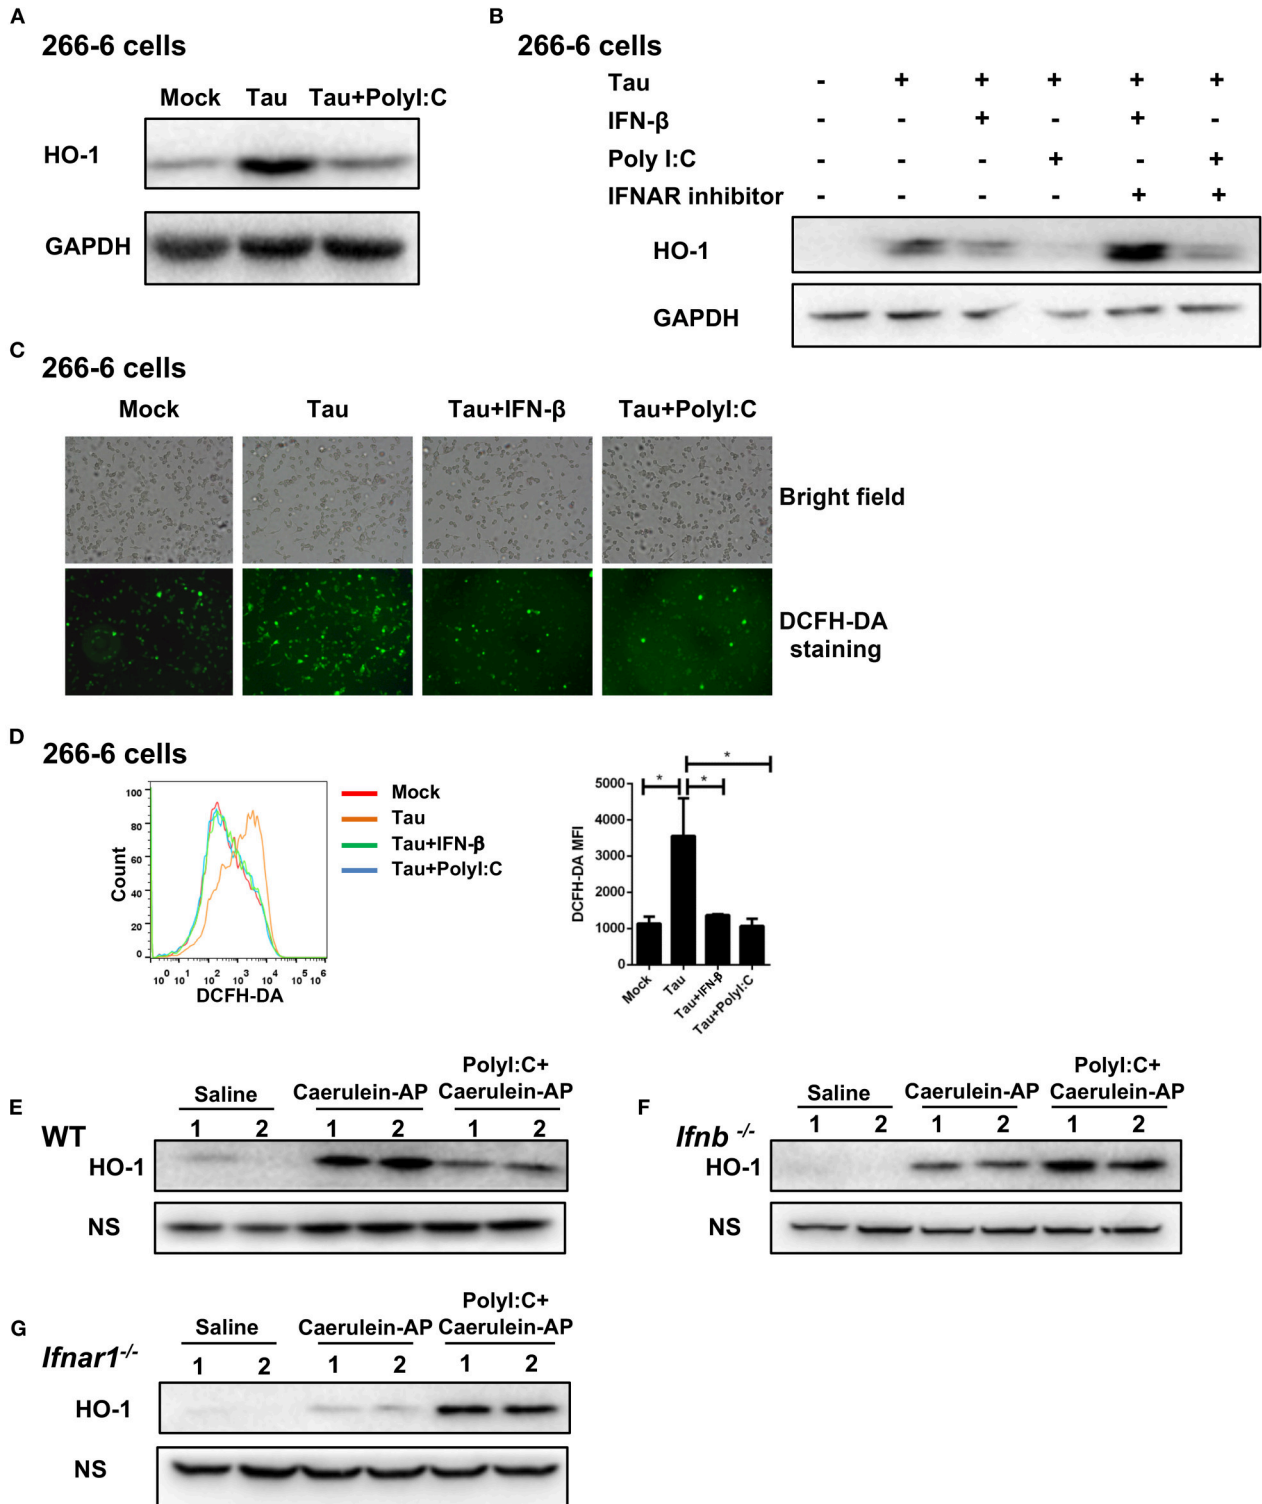 A
266-6 cells
Mock Tau Tau+PolyI:C
HO-1
GAPDH
B
266-6 cells
Tau - + + + + +
IFN-β - - + - + -
Poly I:C - - - + - +
IFNAR inhibitor - - - - + +
HO-1
GAPDH
C
266-6 cells
Mock Tau Tau+IFN-β Tau+PolyI:C
Bright field
DCFH-DA
staining
D
266-6 cells
100
80
60
40
20
0
Count
10^0 10^1 10^2 10^3 10^4 10^5 10^6
DCFH-DA
Mock
Tau
Tau+IFN-β
Tau+PolyI:C
* * *
5000
4000
3000
2000
1000
0
DCFH-DA MFI
Mock
Tau
Tau+IFN-β
Tau+PolyI:C
E
WT
Saline Caerulein-AP PolyI:C+
Caerulein-AP
1 2 1 2 1 2
HO-1
NS
F
Ifnb -/-
Saline Caerulein-AP PolyI:C+
Caerulein-AP
1 2 1 2 1 2
HO-1
NS
G
Ifnar1-/-
Saline Caerulein-AP PolyI:C+
Caerulein-AP
1 2 1 2 1 2
HO-1
NS